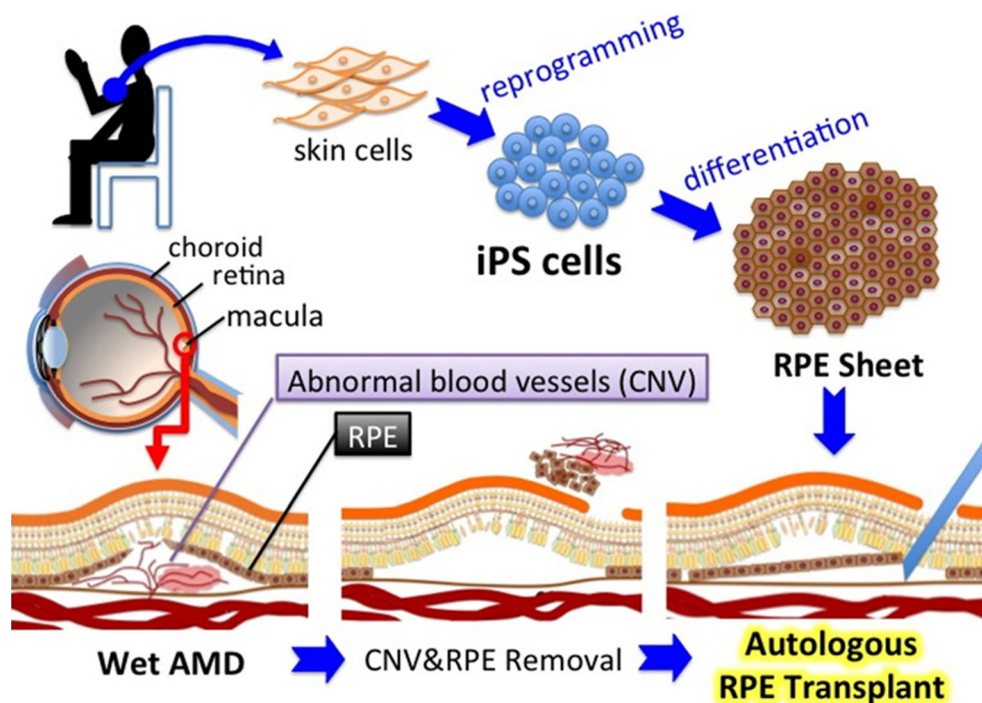 reprogramming
skin cells
differentiation
iPS cells
choroid
retina
macula
RPE Sheet
Abnormal blood vessels (CNV)
RPE
Wet AMD
CNV&RPE Removal
Autologous
RPE Transplant